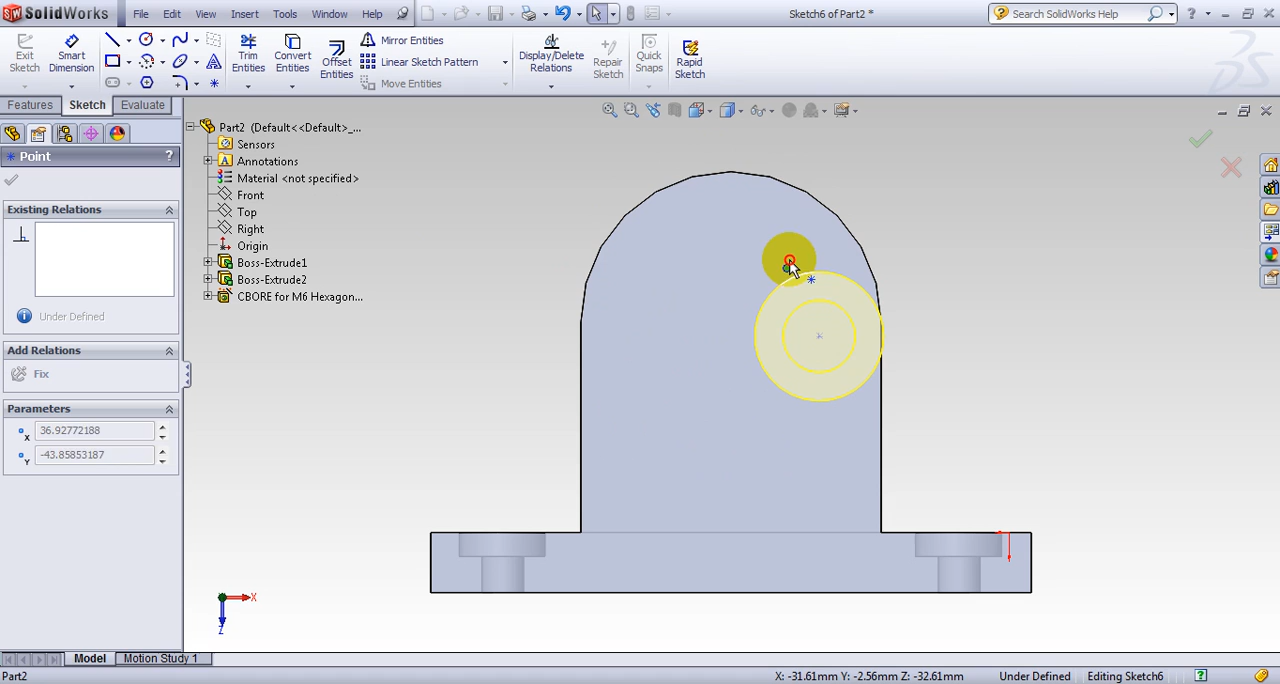 SolidWorks File Edit View Insert Tools Window Help Sketch6 of Part2 * Search SolidWorks Help
Exit Sketch
Smart Dimension
Trim Entities
Convert Entities
Offset Entities
Mirror Entities
Linear Sketch Pattern
Move Entities
Display/Delete Relations
Repair Sketch
Quick Snaps
Rapid Sketch
Features Sketch Evaluate
Point ?
Existing Relations
Under Defined
Add Relations
Fix
Parameters
x 36.92772188
Y -43.85853187
Part2 (Default<<Default>_...
Sensors
Annotations
Material <not specified>
Front
Top
Right
Origin
Boss-Extrude1
Boss-Extrude2
CBORE for M6 Hexagon...
X
Z
Model Motion Study 1
Part2 X: -31.61mm Y: -2.56mm Z: -32.61mm Under Defined Editing Sketch6 ?